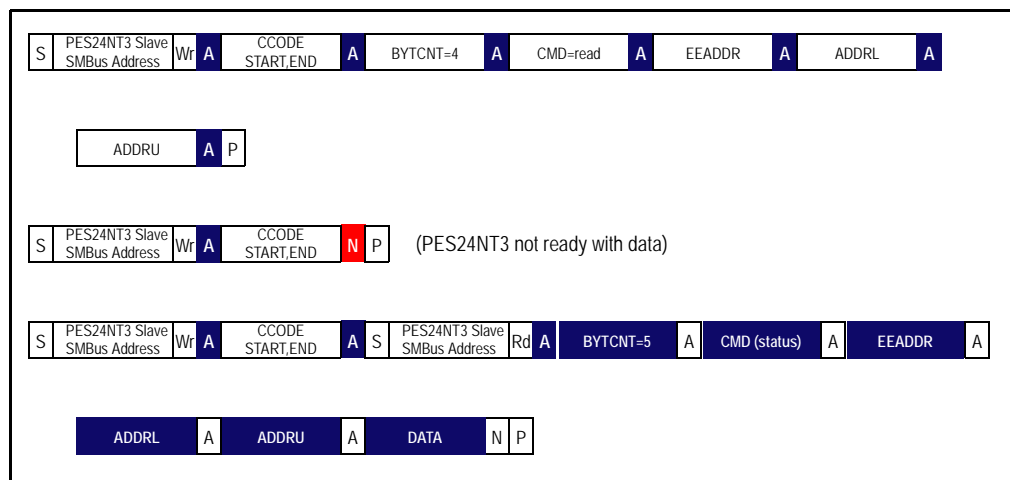 S PES24NT3 Slave SMBus Address Wr A CCODE START,END A BYTCNT=4 A CMD=read A EEADDR A ADDRL A
ADDRU A P
S PES24NT3 Slave SMBus Address Wr A CCODE START,END N P (PES24NT3 not ready with data)
S PES24NT3 Slave SMBus Address Wr A CCODE START,END A S PES24NT3 Slave SMBus Address Rd A BYTCNT=5 A CMD (status) A EEADDR A
ADDRL A ADDRU A DATA N P